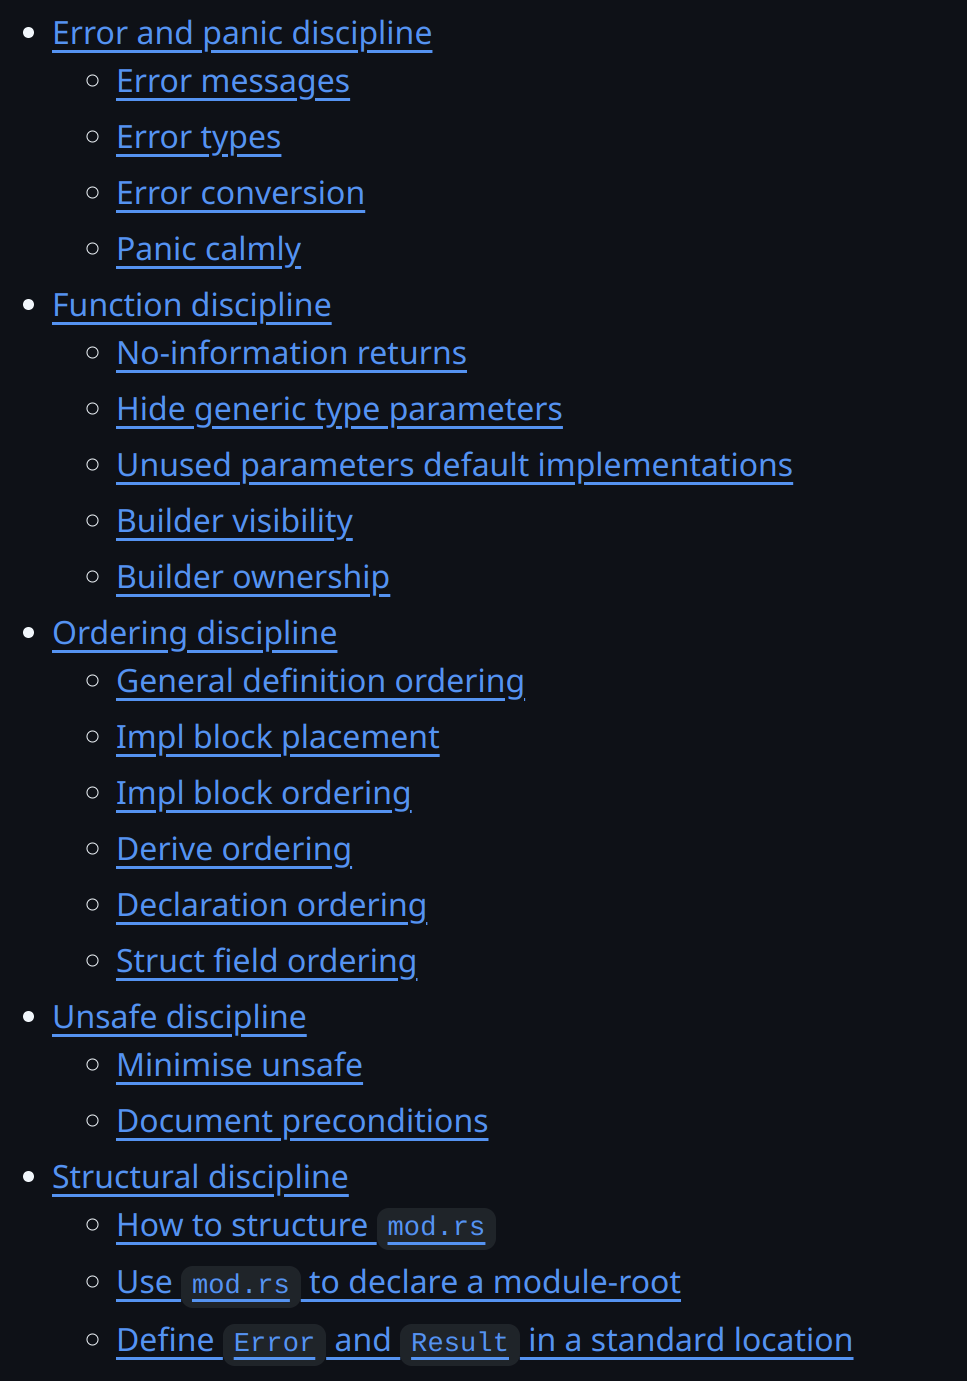 Error and panic discipline
Error messages
Error types
Error conversion
Panic calmly
Function discipline
No-information returns
Hide generic type parameters
Unused parameters default implementations
Builder visibility
Builder ownership
Ordering discipline
General definition ordering
Impl block placement
Impl block ordering
Derive ordering
Declaration ordering
Struct field ordering
Unsafe discipline
Minimise unsafe
Document preconditions
Structural discipline
How to structure mod.rs
Use mod.rs to declare a module-root
Define Error and Result in a standard location